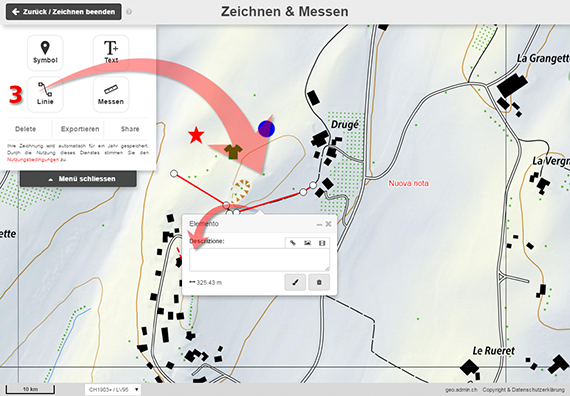 Zurück / Zeichnen beenden
Zeichnen & Messen
Symbol
Text
3
Linie
Messen
Delete
Exportieren
Share
Ihre Zeichnung wird automatisch für ein Jahr gespeichert.
Durch die Nutzung dieses Dienstes stimmen Sie den
Nutzungsbedingungen zu.
Menü schliessen
La Grangette
Drugé
La Vergn
Nuova nota
ette
Elemento
Descrizione:
325.43 m
Le Rueret
10 km
CH1903+ / LV95
geo.admin.ch
Copyright & Datenschutzerklärung